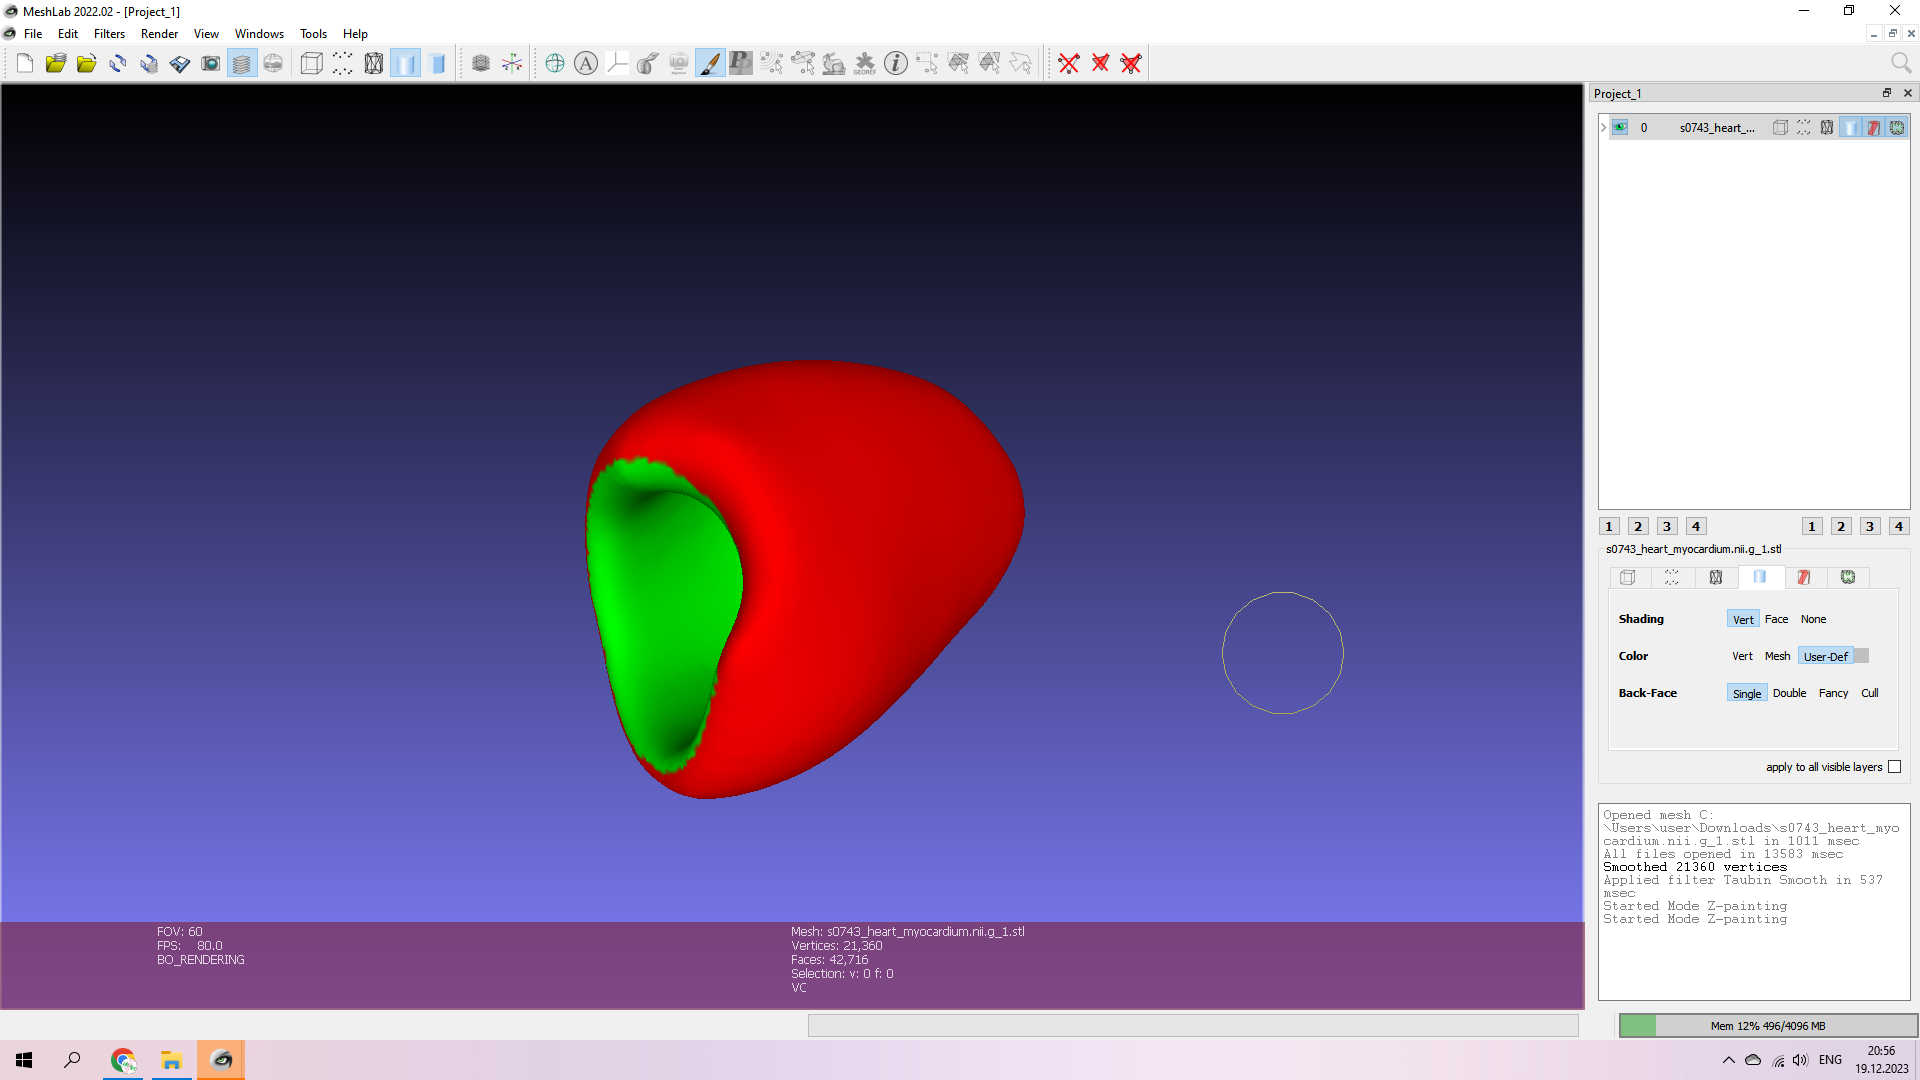 MeshLab 2022.02 - [Project_1]
File Edit Filters Render View Windows Tools Help
Project_1
0 s0743_heart_...
1 2 3 4 1 2 3 4
s0743_heart_myocardium.nii.g_1.stl
Shading Vert Face None
Color Vert Mesh User-Def
Back-Face Single Double Fancy Cull
apply to all visible layers
Opened mesh C:
\Users\user\Downloads\s0743_heart_myo
cardium.nii.g_1.stl in 1011 msec
All files opened in 13583 msec
Smoothed 21360 vertices
Applied filter Taubin Smooth in 537
msec
Started Mode Z-painting
Started Mode Z-painting
FOV: 60
FPS: 80.0
BO_RENDERING
Mesh: s0743_heart_myocardium.nii.g_1.stl
Vertices: 21,360
Faces: 42,716
Selection: v: 0 f: 0
VC
Mem 12% 496/4096 MB
ENG
20:56
19.12.2023